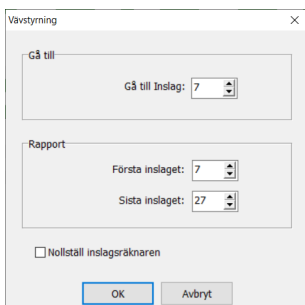 Vävstyrning
Gå till
Gå till Inslag: 7
Rapport
Första inslaget: 7
Sista inslaget: 27
Nollställ inslagsräknaren
OK Avbryt